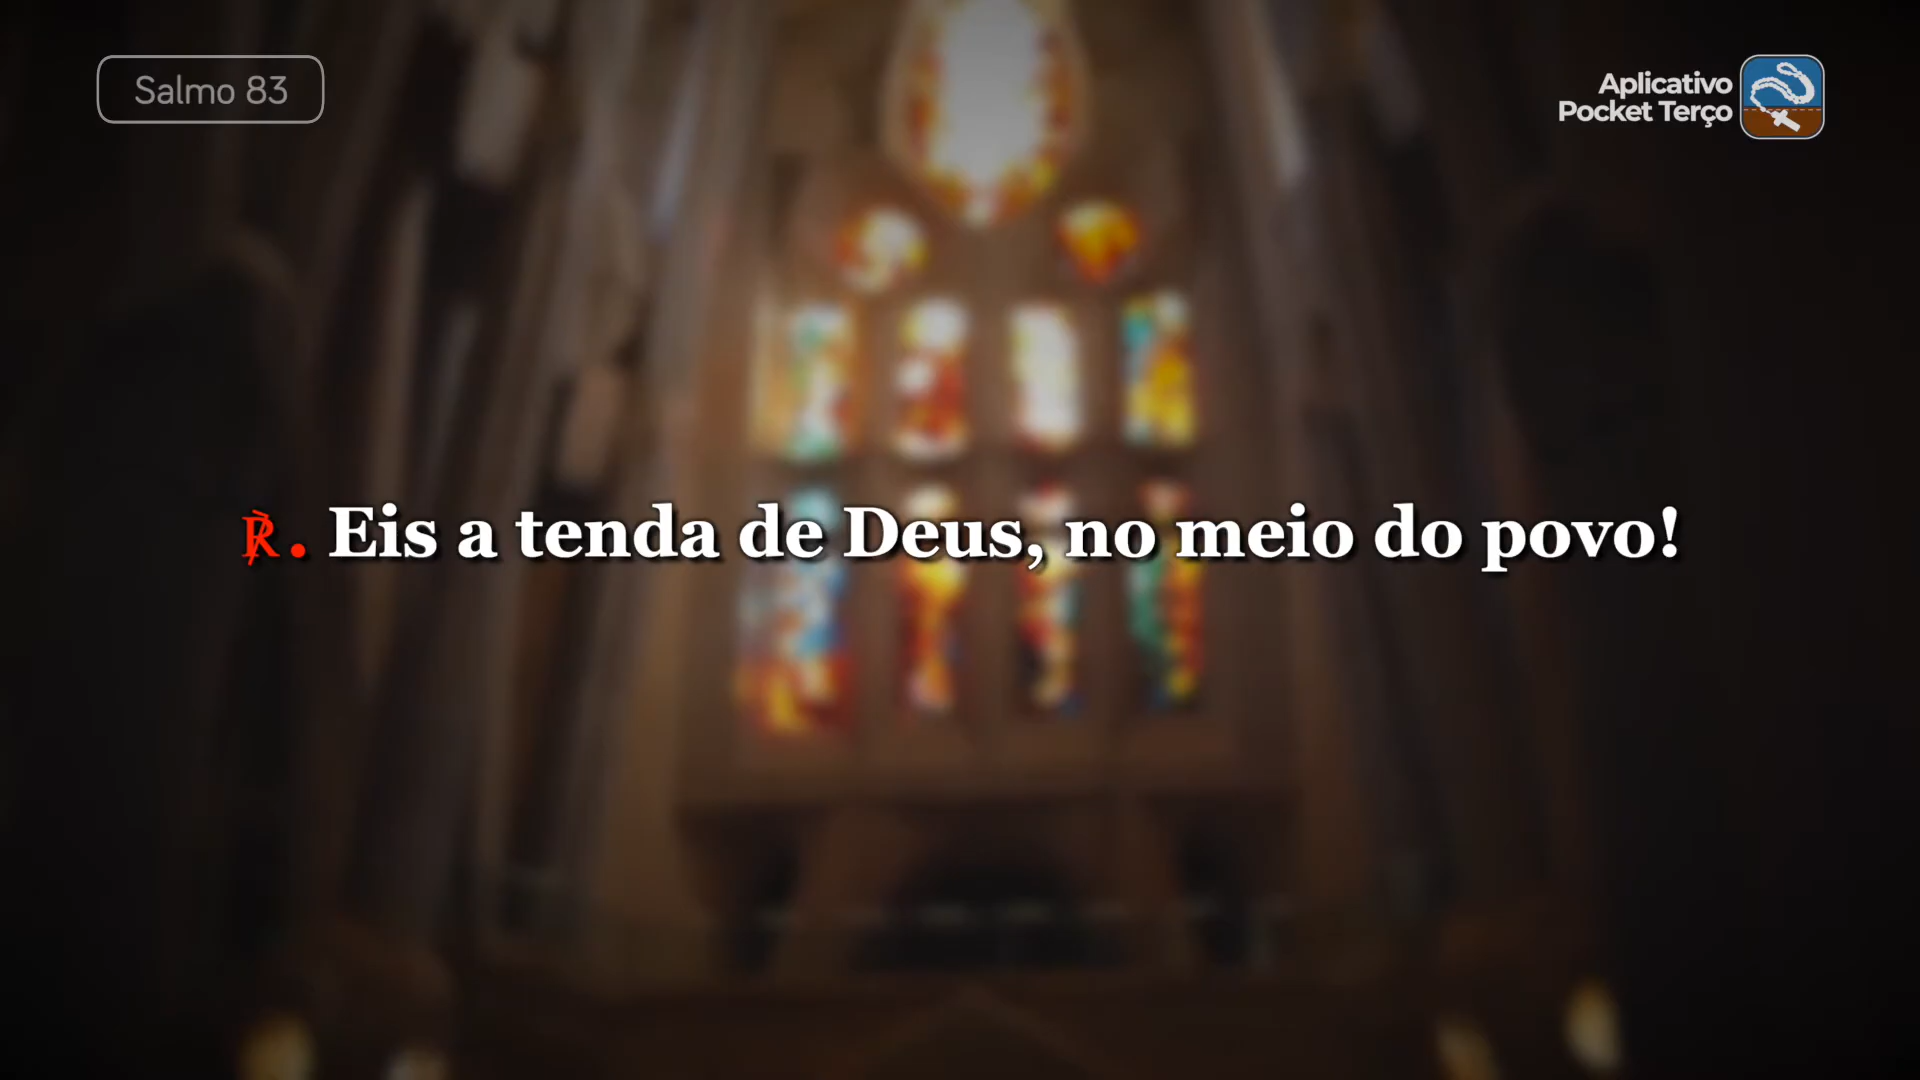 Salmo 83
Aplicativo
Pocket Terço
℟. Eis a tenda de Deus, no meio do povo!